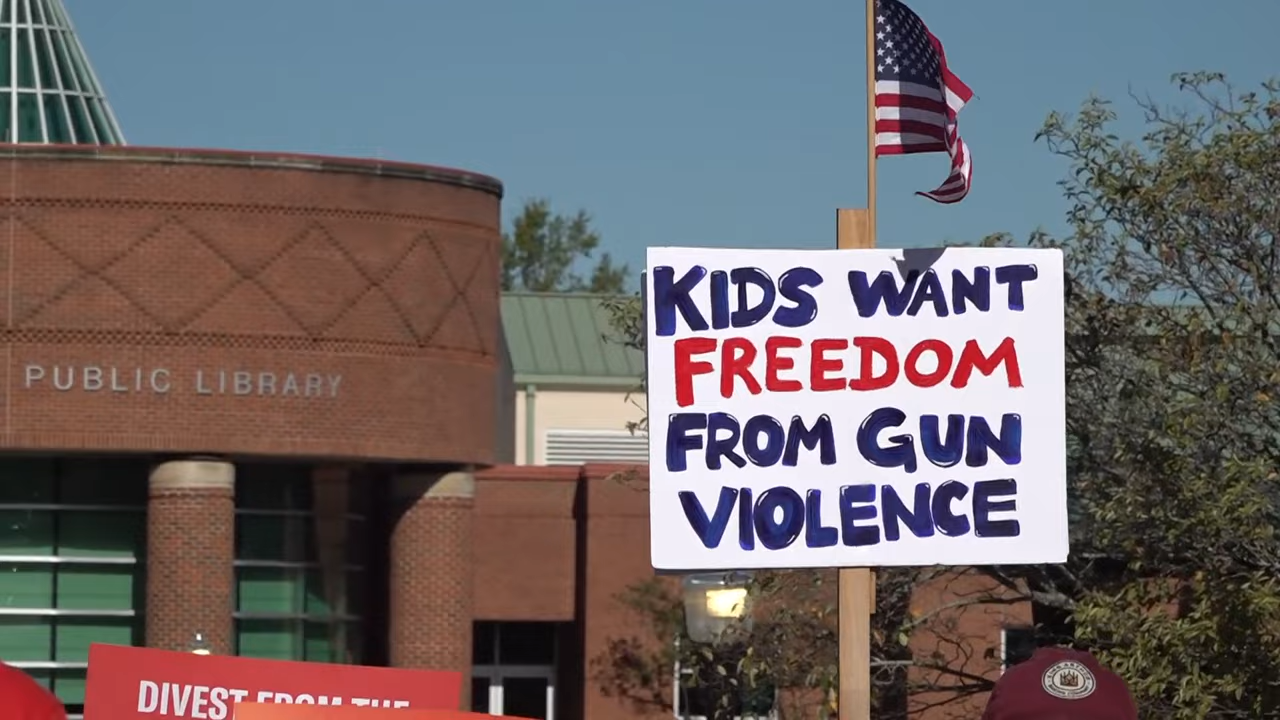 PUBLIC LIBRARY
KIDS WANT
FREEDOM
FROM GUN
VIOLENCE
DIVEST FROM THE